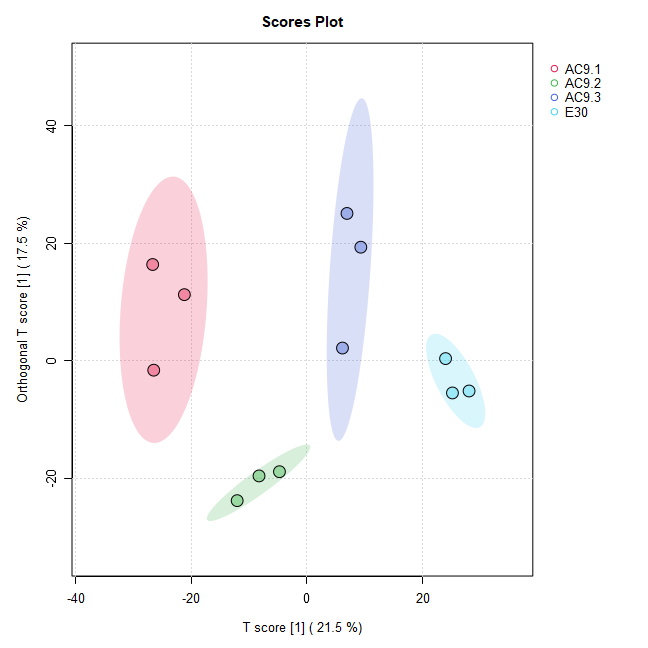 Scores Plot
AC9.1
AC9.2
AC9.3
E30
40
20
0
-20
Orthogonal T score [1] ( 17.5 %)
-40
-20
0
20
T score [1] ( 21.5 %)